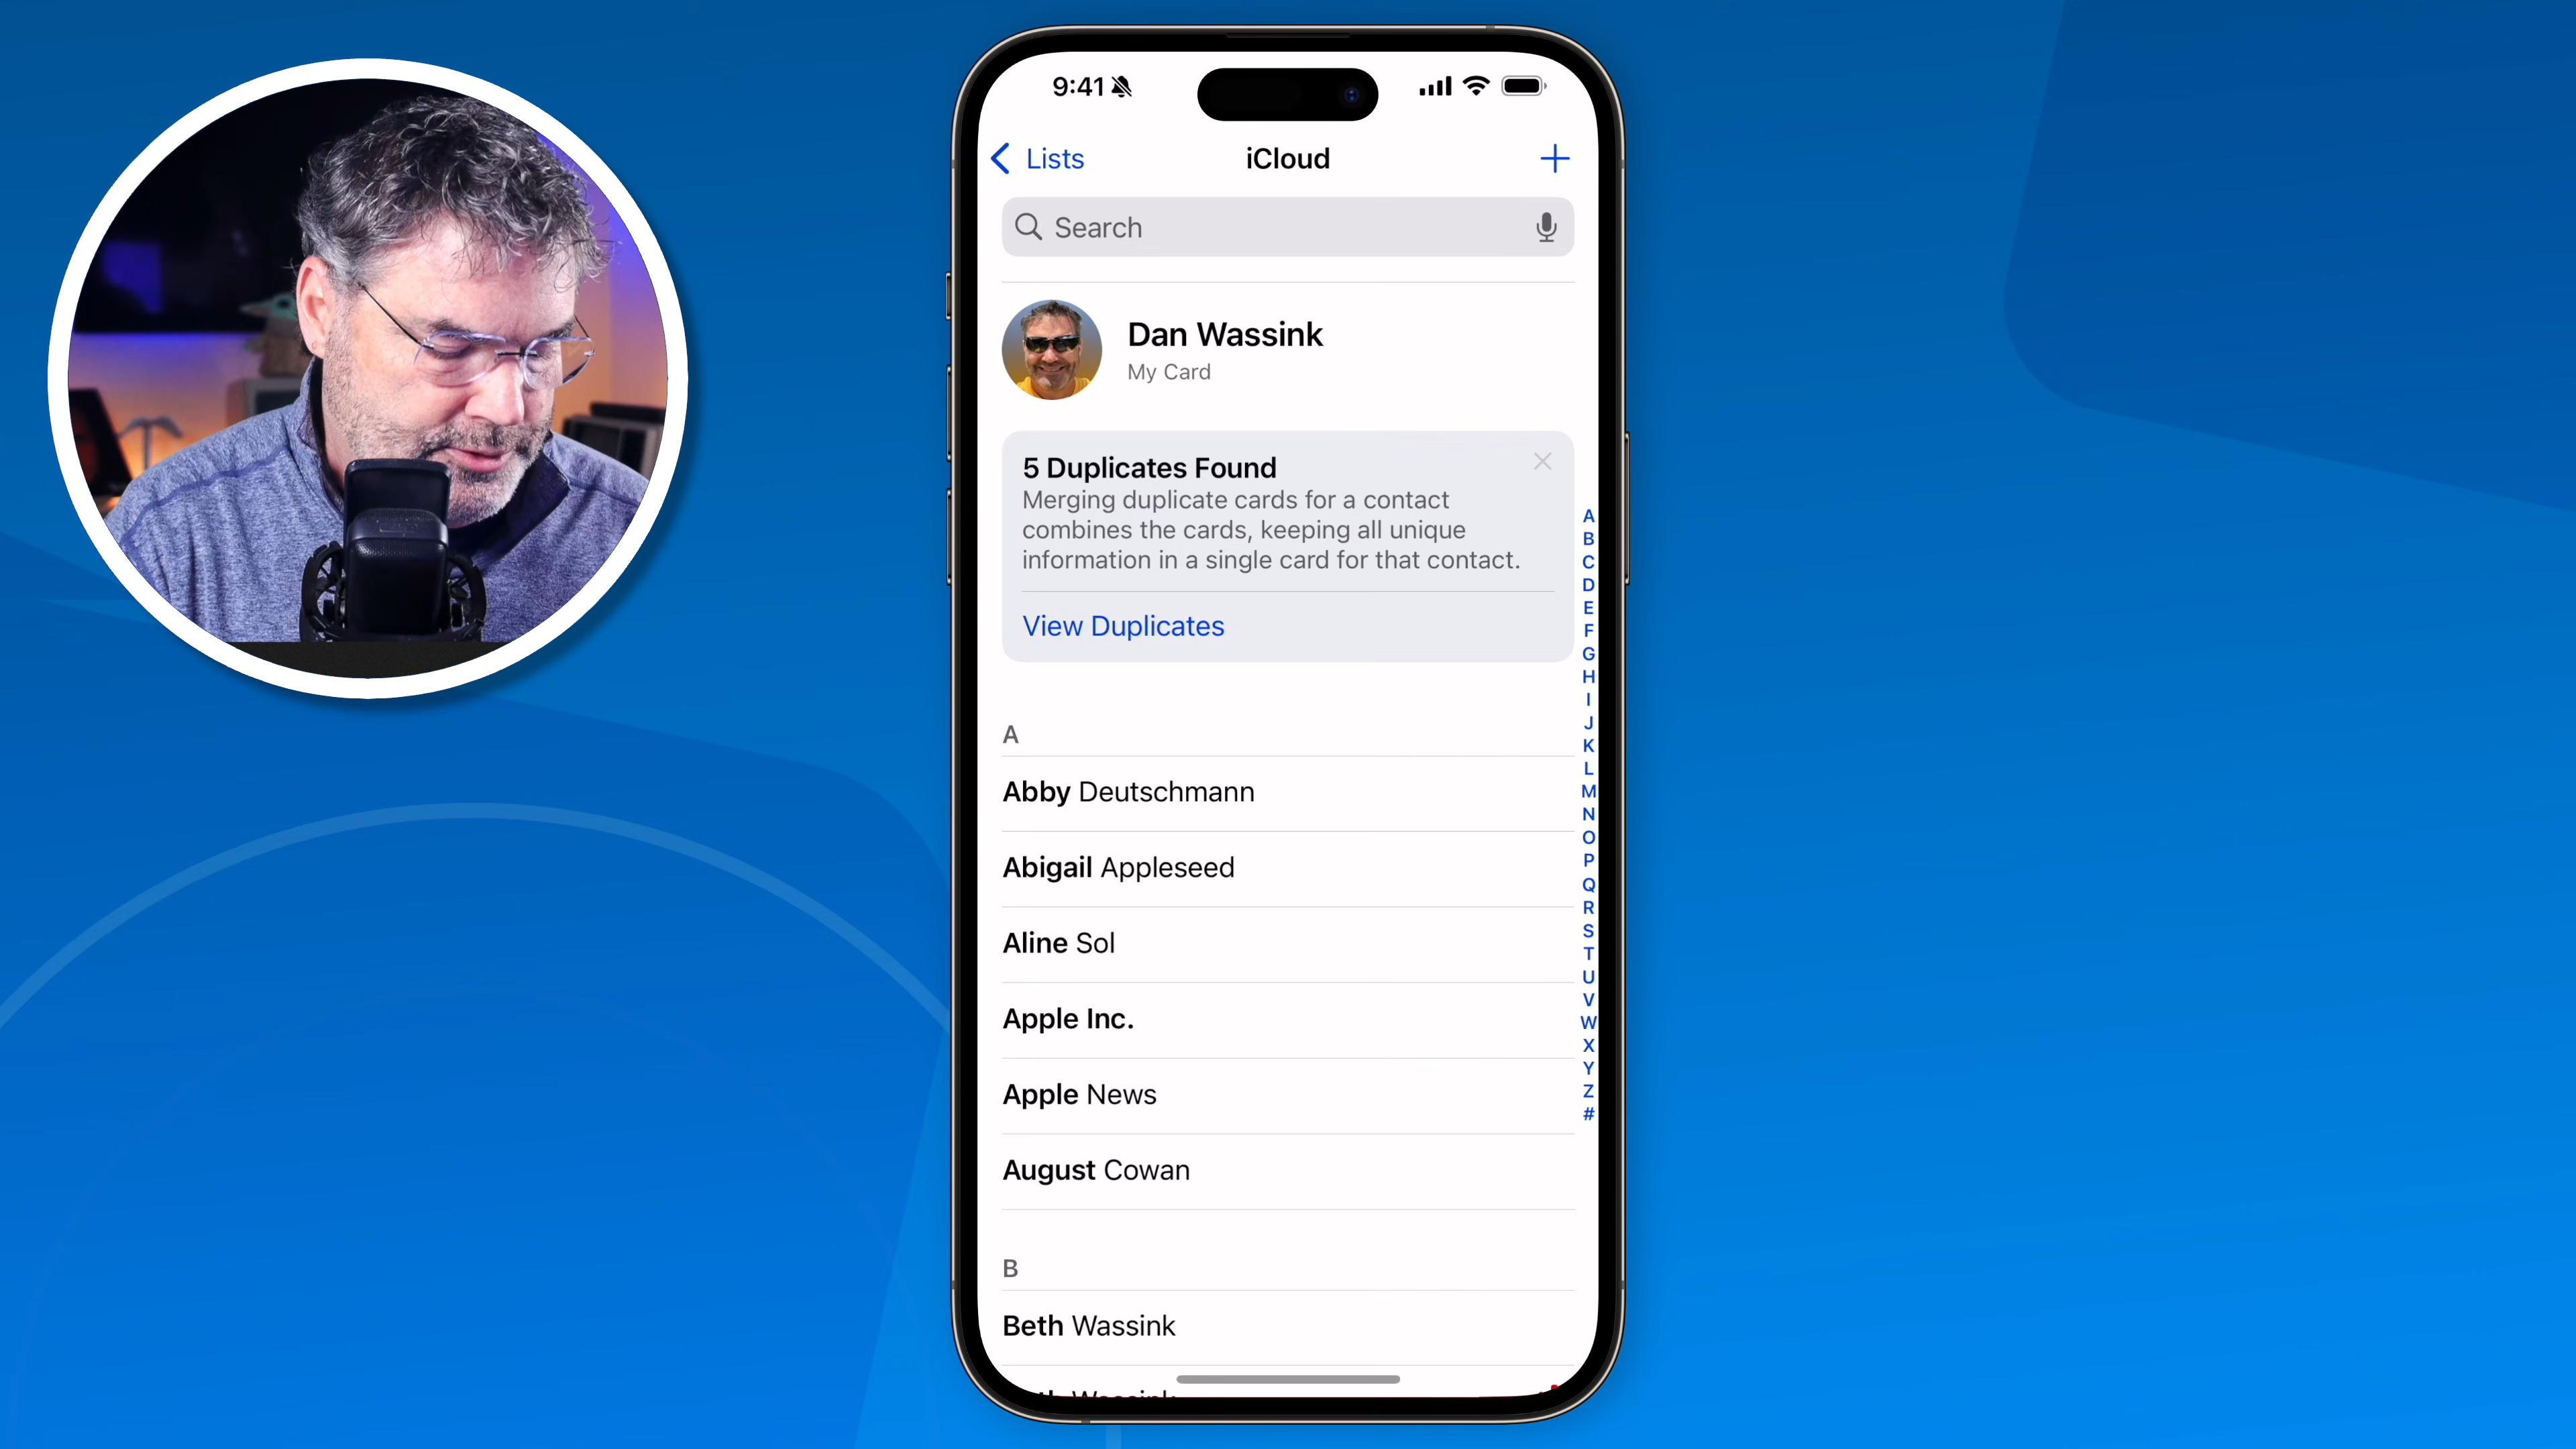 9:41
Lists
iCloud
Search
Dan Wassink
My Card
5 Duplicates Found
Merging duplicate cards for a contact
combines the cards, keeping all unique
information in a single card for that contact.
View Duplicates
A
Abby Deutschmann
Abigail Appleseed
Aline Sol
Apple Inc.
Apple News
August Cowan
B
Beth Wassink
A
B
C
D
E
F
G
H
I
J
K
L
M
N
O
P
Q
R
S
T
U
V
W
X
Y
Z
#